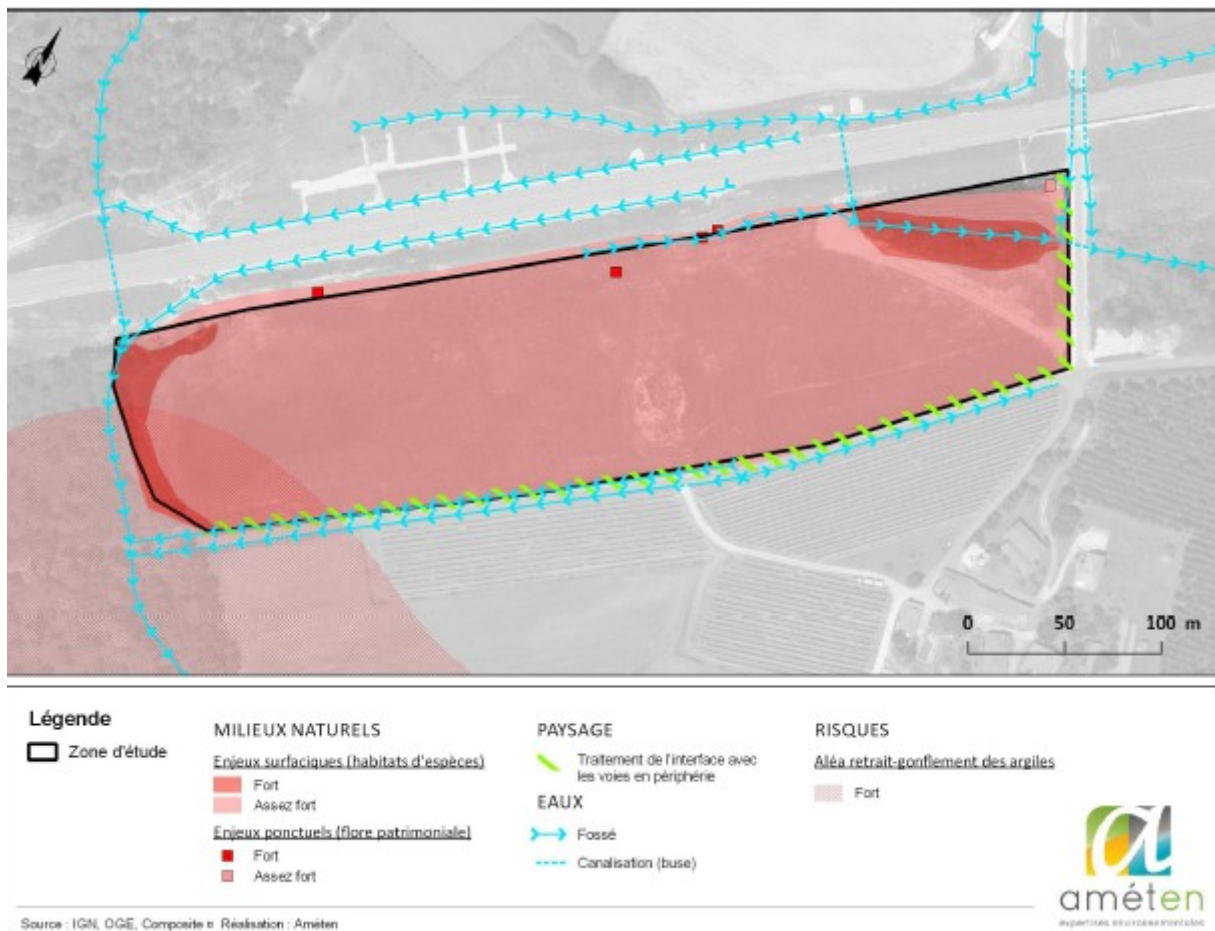 0 50 100 m
Légende
Zone d'étude
MILIEUX NATURELS
Enjeux surfaciques (habitats d'espèces)
Fort
Assez fort
Enjeux ponctuels (flore patrimoniale)
Fort
Assez fort
PAYSAGE
Traitement de l'interface avec
les voies en périphérie
EAUX
Fossé
Canalisation (buse)
RISQUES
Aléa retrait-gonflement des argiles
Fort
améten
expertises environnementales
Source : IGN, OGE, Composite ¤ Réalisation : Améten